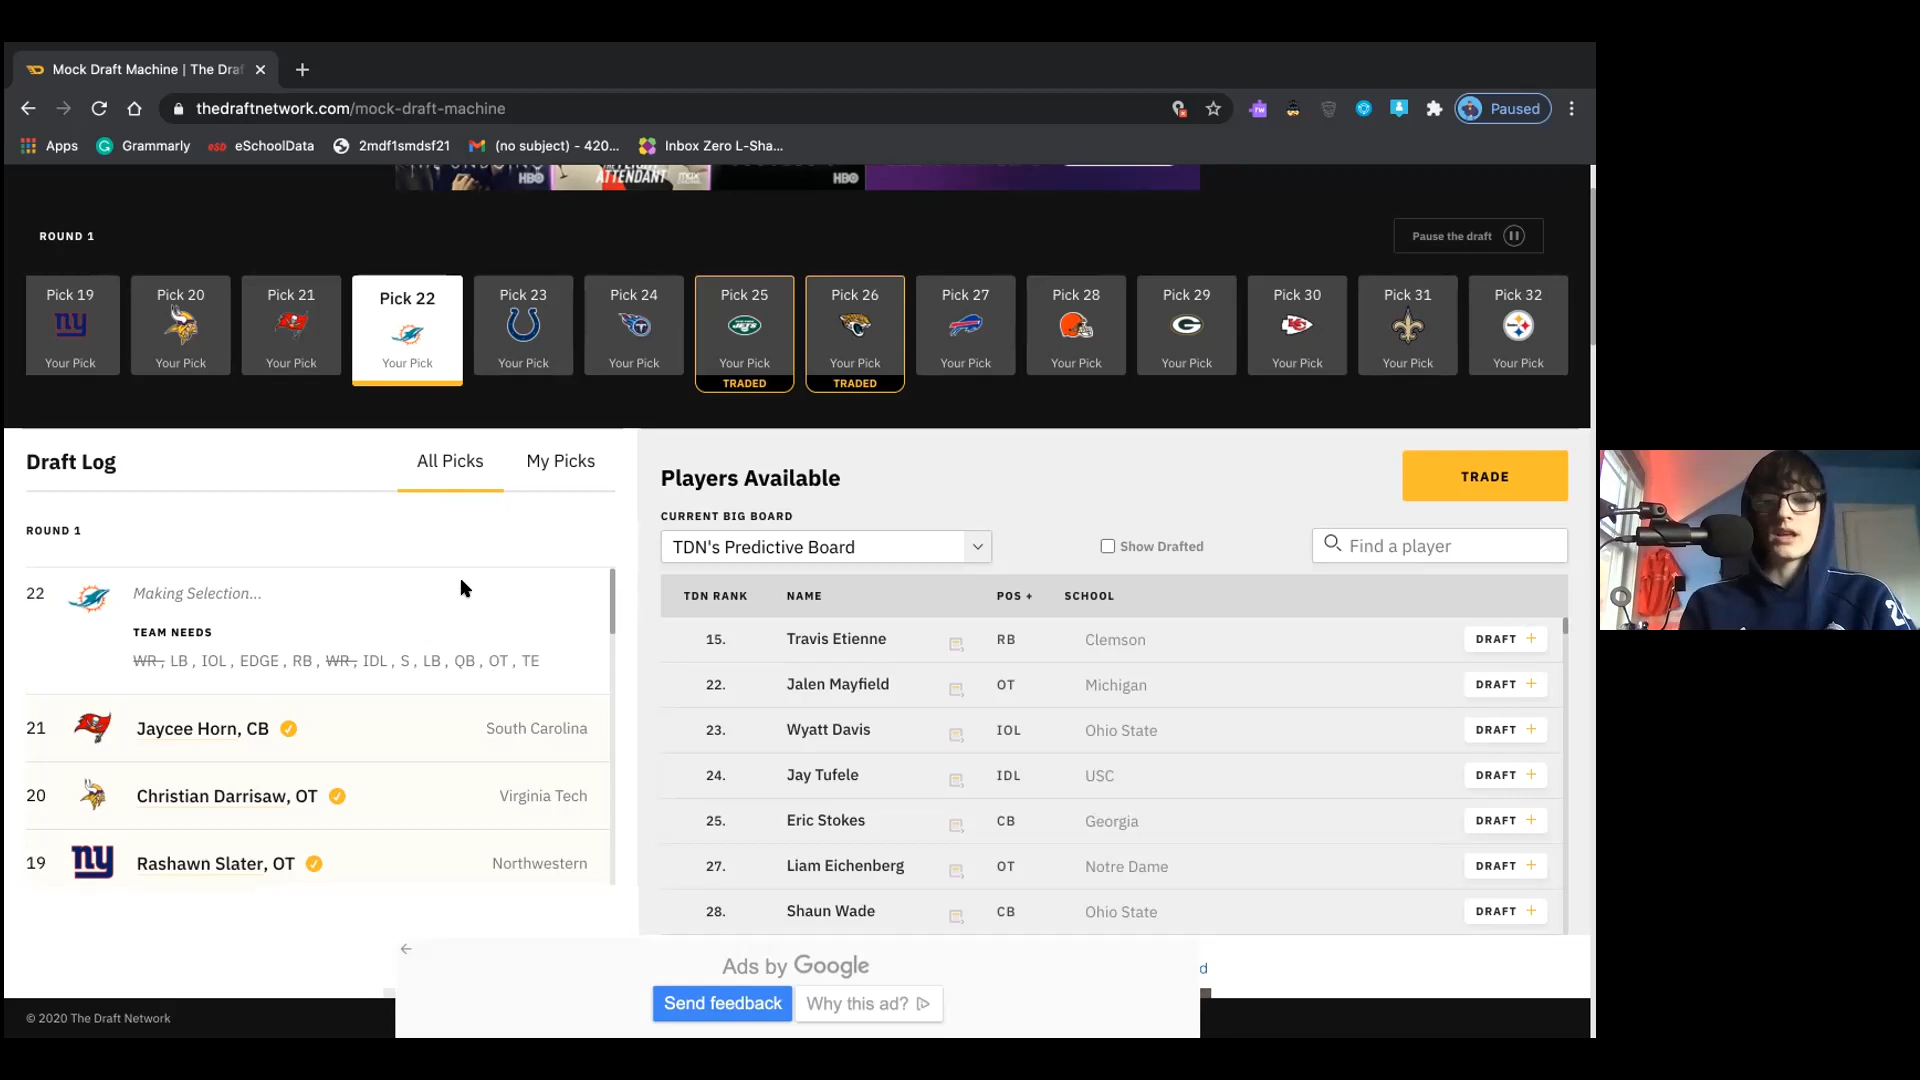 Mock Draft Machine | The Draf
thedraftnetwork.com/mock-draft-machine
Paused
Apps
Grammarly
eSD
eSchoolData
2mdf1smdsf21
(no subject) - 420...
Inbox Zero L-Sha...
HBO
ATTENDANT
HBO
ROUND 1
Pause the draft
Pick 19
ny
Your Pick
Pick 20
Your Pick
Pick 21
Your Pick
Pick 22
Your Pick
Pick 23
Your Pick
Pick 24
Your Pick
Pick 25
JETS
Your Pick
TRADED
Pick 26
Your Pick
TRADED
Pick 27
Your Pick
Pick 28
Your Pick
Pick 29
G
Your Pick
Pick 30
KC
Your Pick
Pick 31
Your Pick
Pick 32
Your Pick
Draft Log
All Picks
My Picks
ROUND 1
22
Making Selection...
TEAM NEEDS
WR , LB , IOL , EDGE , RB , WR , IDL , S , LB , QB , OT , TE
21 Jaycee Horn, CB South Carolina
20 Christian Darrisaw, OT Virginia Tech
19 ny Rashawn Slater, OT Northwestern
Players Available
TRADE
CURRENT BIG BOARD
TDN's Predictive Board
Show Drafted
Find a player
TDN RANK NAME POS + SCHOOL
15. Travis Etienne RB Clemson DRAFT +
22. Jalen Mayfield OT Michigan DRAFT +
23. Wyatt Davis IOL Ohio State DRAFT +
24. Jay Tufele IDL USC DRAFT +
25. Eric Stokes CB Georgia DRAFT +
27. Liam Eichenberg OT Notre Dame DRAFT +
28. Shaun Wade CB Ohio State DRAFT +
Ads by Google
Send feedback
Why this ad?
d
© 2020 The Draft Network